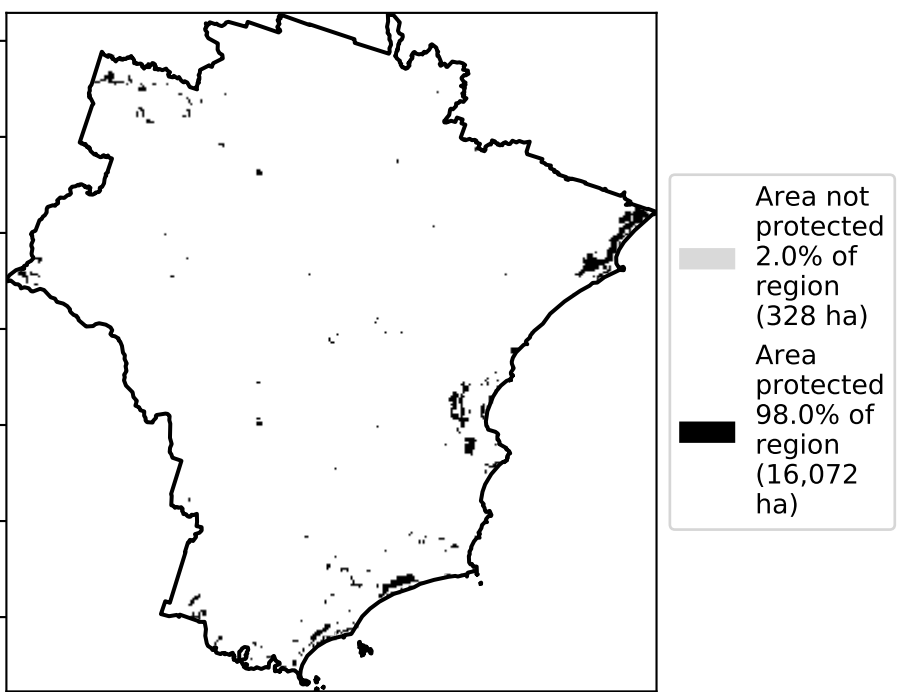 Area not
protected
2.0% of
region
(328 ha)
Area
protected
98.0% of
region
(16,072
ha)